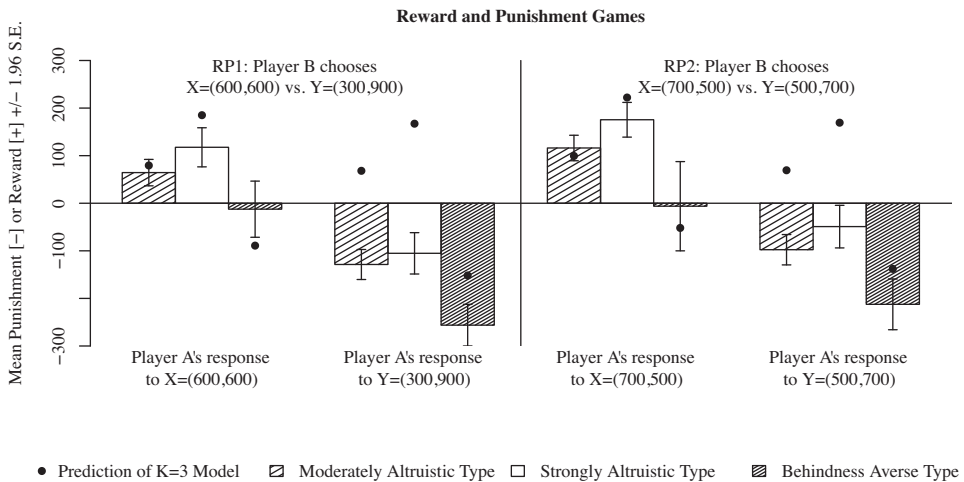 Reward and Punishment Games
Mean Punishment [−] or Reward [+] +/− 1.96 S.E.
300
200
100
0
−100
−300
RP1: Player B chooses
X=(600,600) vs. Y=(300,900)
RP2: Player B chooses
X=(700,500) vs. Y=(500,700)
Player A's response
to X=(600,600)
Player A's response
to Y=(300,900)
Player A's response
to X=(700,500)
Player A's response
to Y=(500,700)
Prediction of K=3 Model
Moderately Altruistic Type
Strongly Altruistic Type
Behindness Averse Type